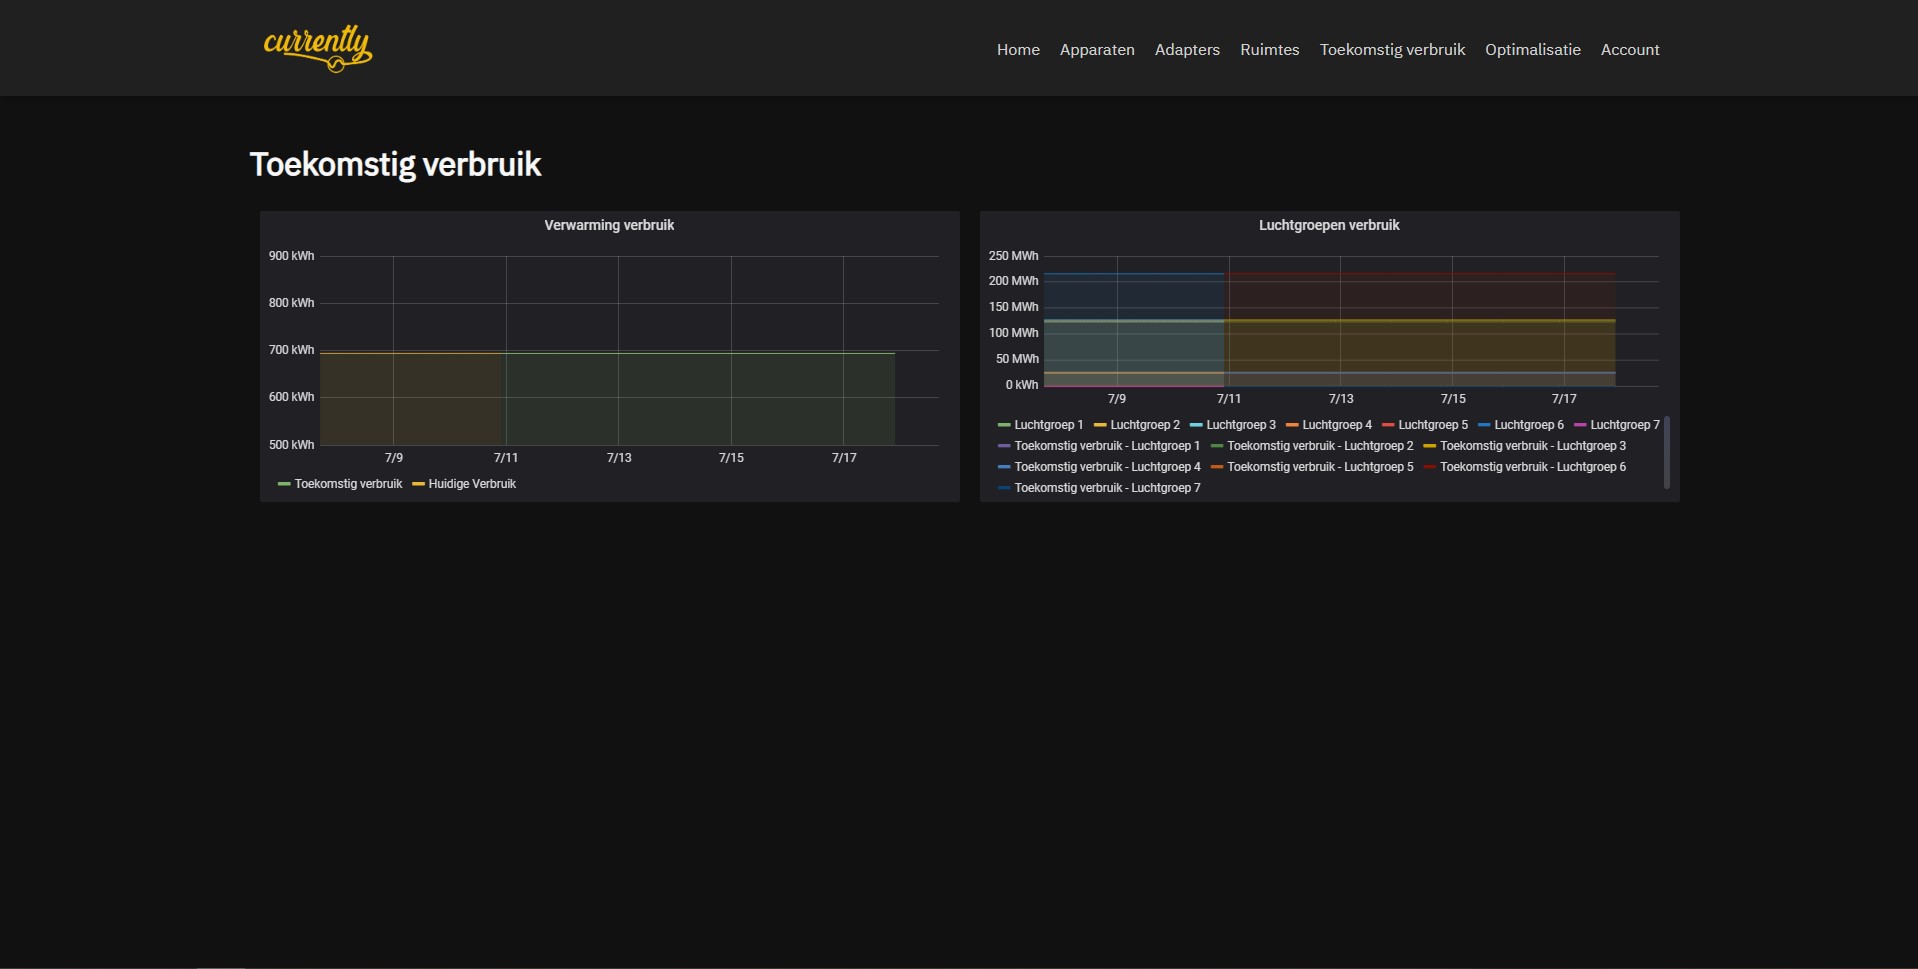 currently
Home Apparaten Adapters Ruimtes Toekomstig verbruik Optimalisatie Account
Toekomstig verbruik
Verwarming verbruik
900 kWh
800 kWh
700 kWh
600 kWh
500 kWh
7/9 7/11 7/13 7/15 7/17
Toekomstig verbruik Huidige Verbruik
Luchtgroepen verbruik
250 MWh
200 MWh
150 MWh
100 MWh
50 MWh
0 kWh
7/9 7/11 7/13 7/15 7/17
Luchtgroep 1 Luchtgroep 2 Luchtgroep 3 Luchtgroep 4 Luchtgroep 5 Luchtgroep 6 Luchtgroep 7
Toekomstig verbruik - Luchtgroep 1 Toekomstig verbruik - Luchtgroep 2 Toekomstig verbruik - Luchtgroep 3
Toekomstig verbruik - Luchtgroep 4 Toekomstig verbruik - Luchtgroep 5 Toekomstig verbruik - Luchtgroep 6
Toekomstig verbruik - Luchtgroep 7